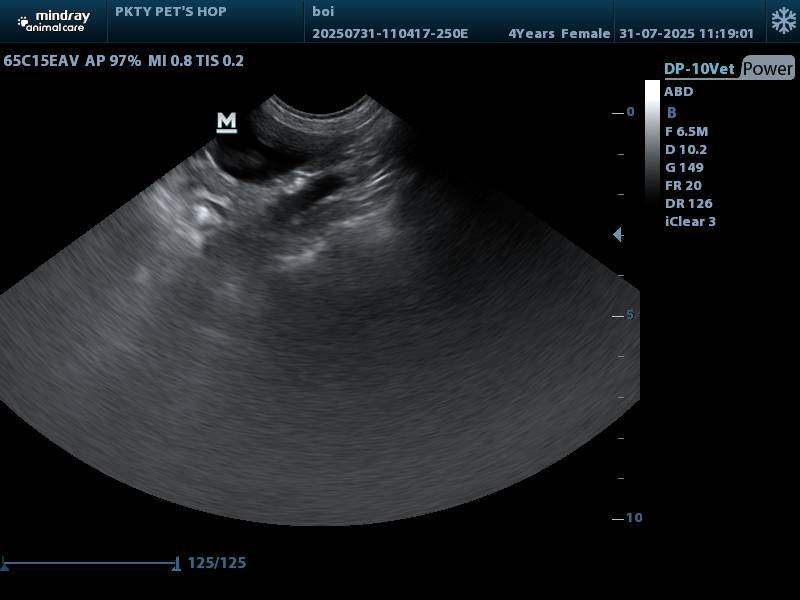 mindray
animal care
PKTY PET'S HOP
boi
20250731-110417-250E 4Years Female 31-07-2025 11:19:01
65C15EAV AP 97% MI 0.8 TIS 0.2
DP-10Vet Power
ABD
B
F 6.5M
D 10.2
G 149
FR 20
DR 126
iClear 3
M
0
5
10
125/125